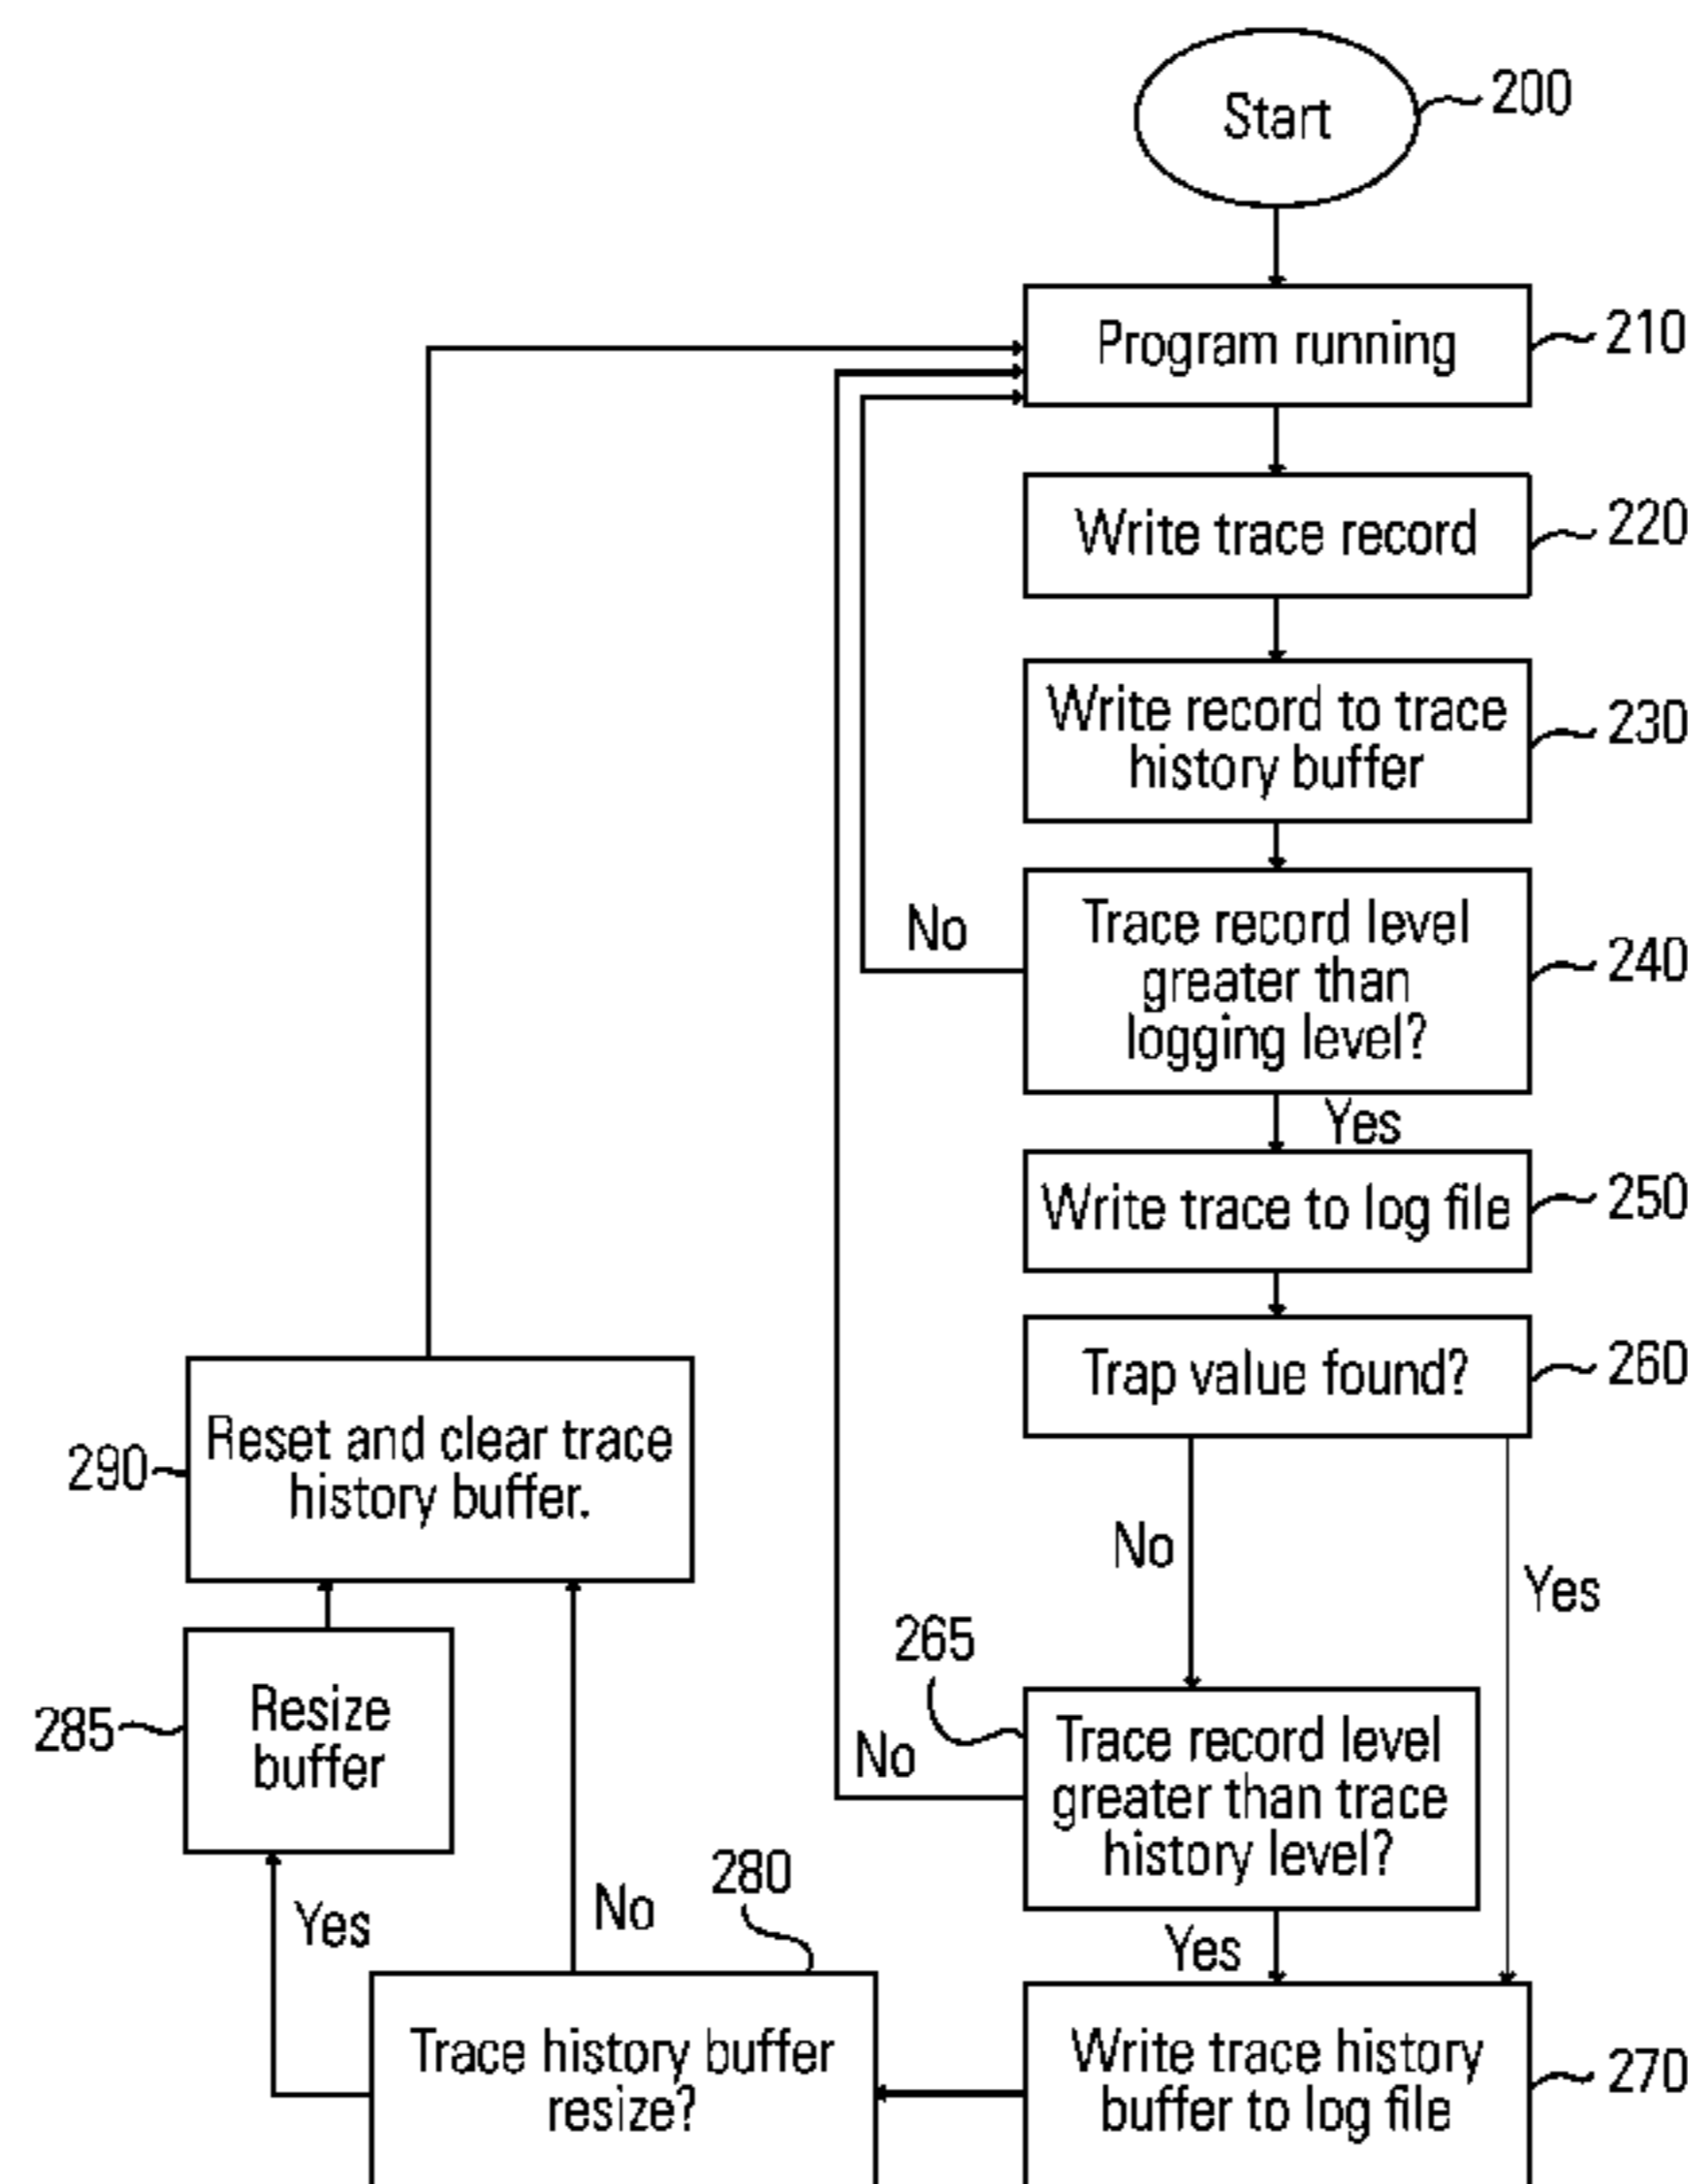 Start
200
Program running
210
Write trace record
220
Write record to trace
history buffer
230
Trace record level
greater than
logging level?
240
No
Yes
Write trace to log file
250
Trap value found?
260
No
Yes
265
Trace record level
greater than trace
history level?
No
Yes
Write trace history
buffer to log file
270
280
Trace history buffer
resize?
Yes
No
285
Resize
buffer
290
Reset and clear trace
history buffer.